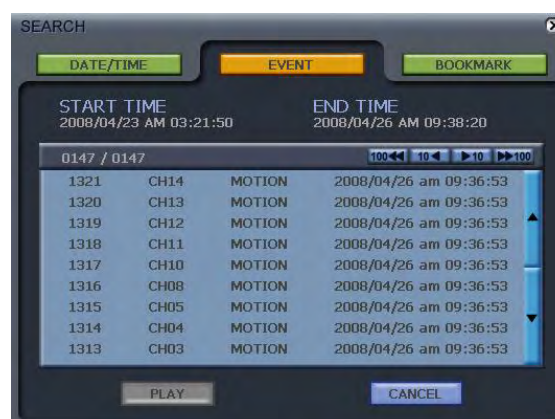 SEARCH
DATE/TIME EVENT BOOKMARK
START TIME END TIME
2008/04/23 AM 03:21:50 2008/04/26 AM 09:38:20
0147 / 0147 100◀◀ 10◀ ▶10 ▶▶100
1321 CH14 MOTION 2008/04/26 am 09:36:53
1320 CH13 MOTION 2008/04/26 am 09:36:53
1319 CH12 MOTION 2008/04/26 am 09:36:53
1318 CH11 MOTION 2008/04/26 am 09:36:53
1317 CH10 MOTION 2008/04/26 am 09:36:53
1316 CH08 MOTION 2008/04/26 am 09:36:53
1315 CH05 MOTION 2008/04/26 am 09:36:53
1314 CH04 MOTION 2008/04/26 am 09:36:53
1313 CH03 MOTION 2008/04/26 am 09:36:53
PLAY CANCEL